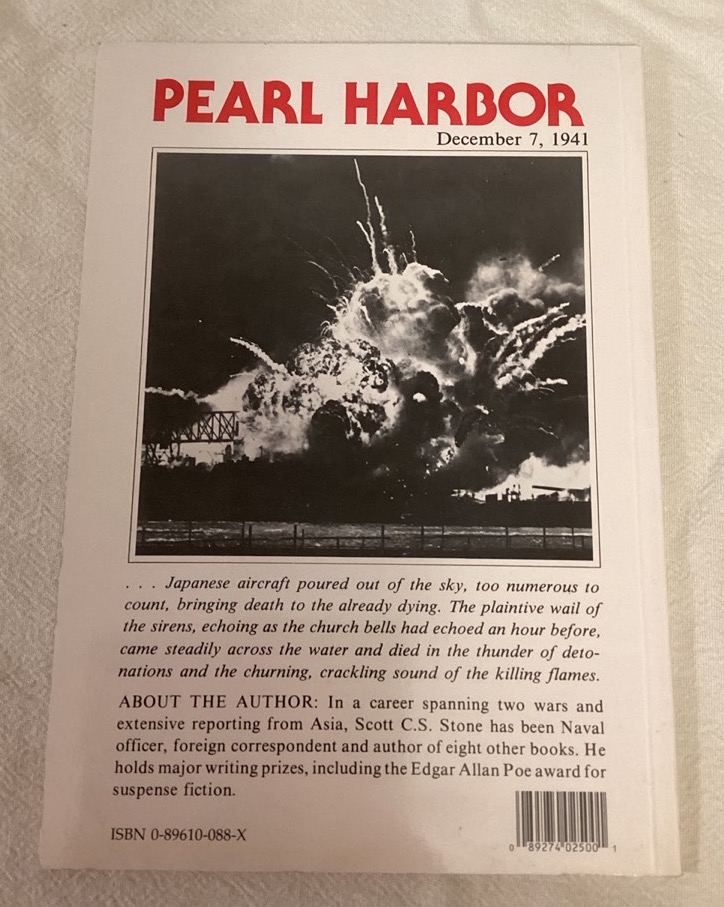 PEARL HARBOR
December 7, 1941
. . . Japanese aircraft poured out of the sky, too numerous to
count, bringing death to the already dying. The plaintive wail of
the sirens, echoing as the church bells had echoed an hour before,
came steadily across the water and died in the thunder of deto-
nations and the churning, crackling sound of the killing flames.
ABOUT THE AUTHOR: In a career spanning two wars and
extensive reporting from Asia, Scott C.S. Stone has been Naval
officer, foreign correspondent and author of eight other books. He
holds major writing prizes, including the Edgar Allan Poe award for
suspense fiction.
ISBN 0-89610-088-X
0 89274 02500 1